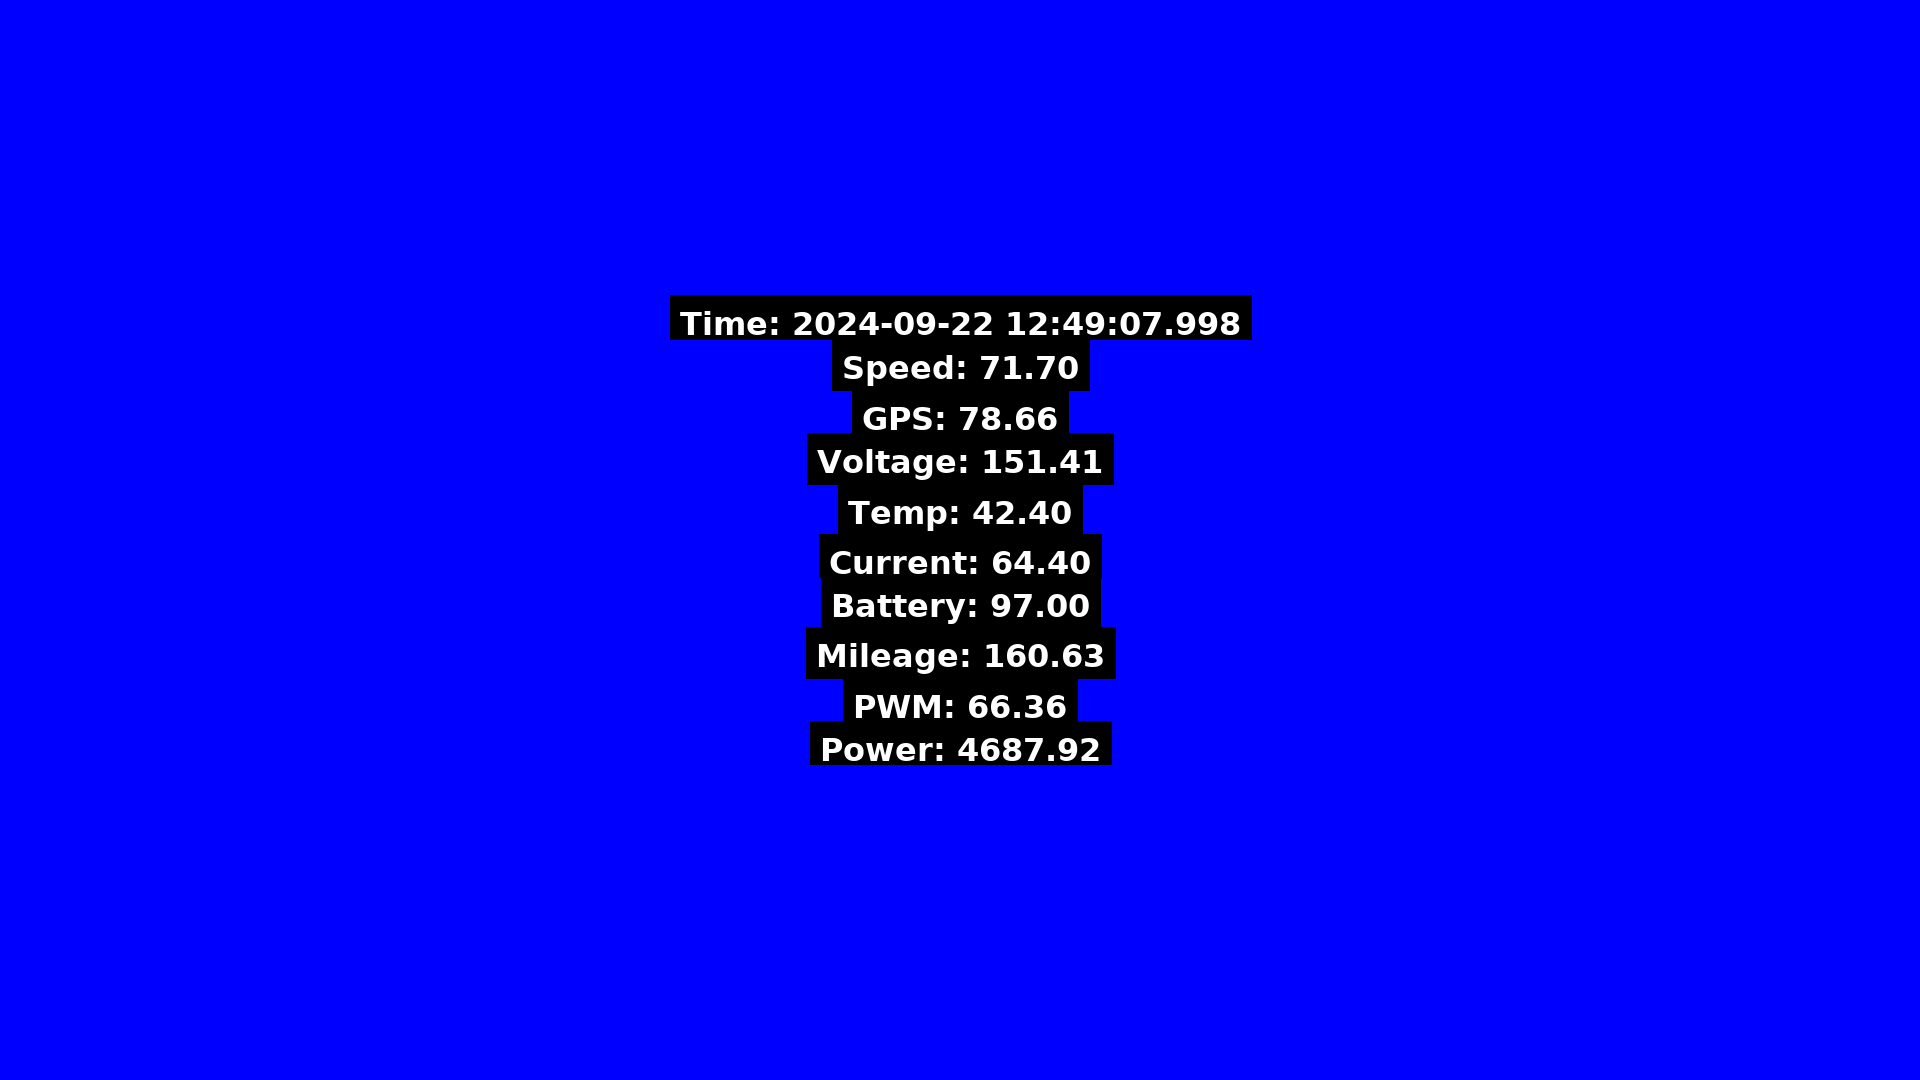 Time: 2024-09-22 12:49:07.998
Speed: 71.70
GPS: 78.66
Voltage: 151.41
Temp: 42.40
Current: 64.40
Battery: 97.00
Mileage: 160.63
PWM: 66.36
Power: 4687.92